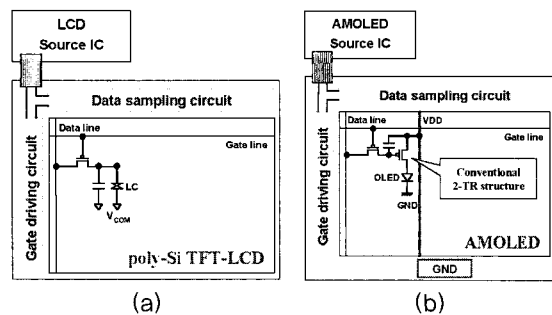 LCD
Source IC
Data sampling circuit
Gate driving circuit
Data line
Gate line
LC
VCOM
poly-Si TFT-LCD
(a)
AMOLED
Source IC
Data sampling circuit
Gate driving circuit
Data line
VDD
Gate line
OLED
GND
Conventional
2-TR structure
AMOLED
GND
(b)